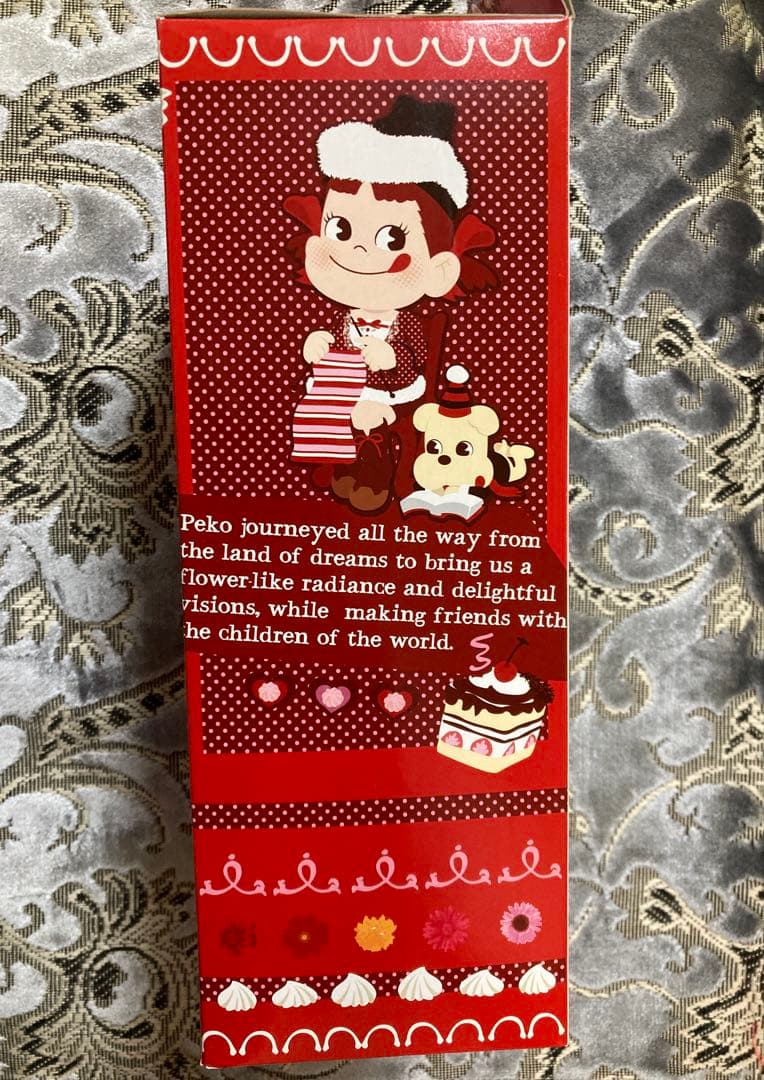 Peko journeyed all the way from
the land of dreams to bring us a
flower-like radiance and delightful
visions, while making friends with
the children of the world.